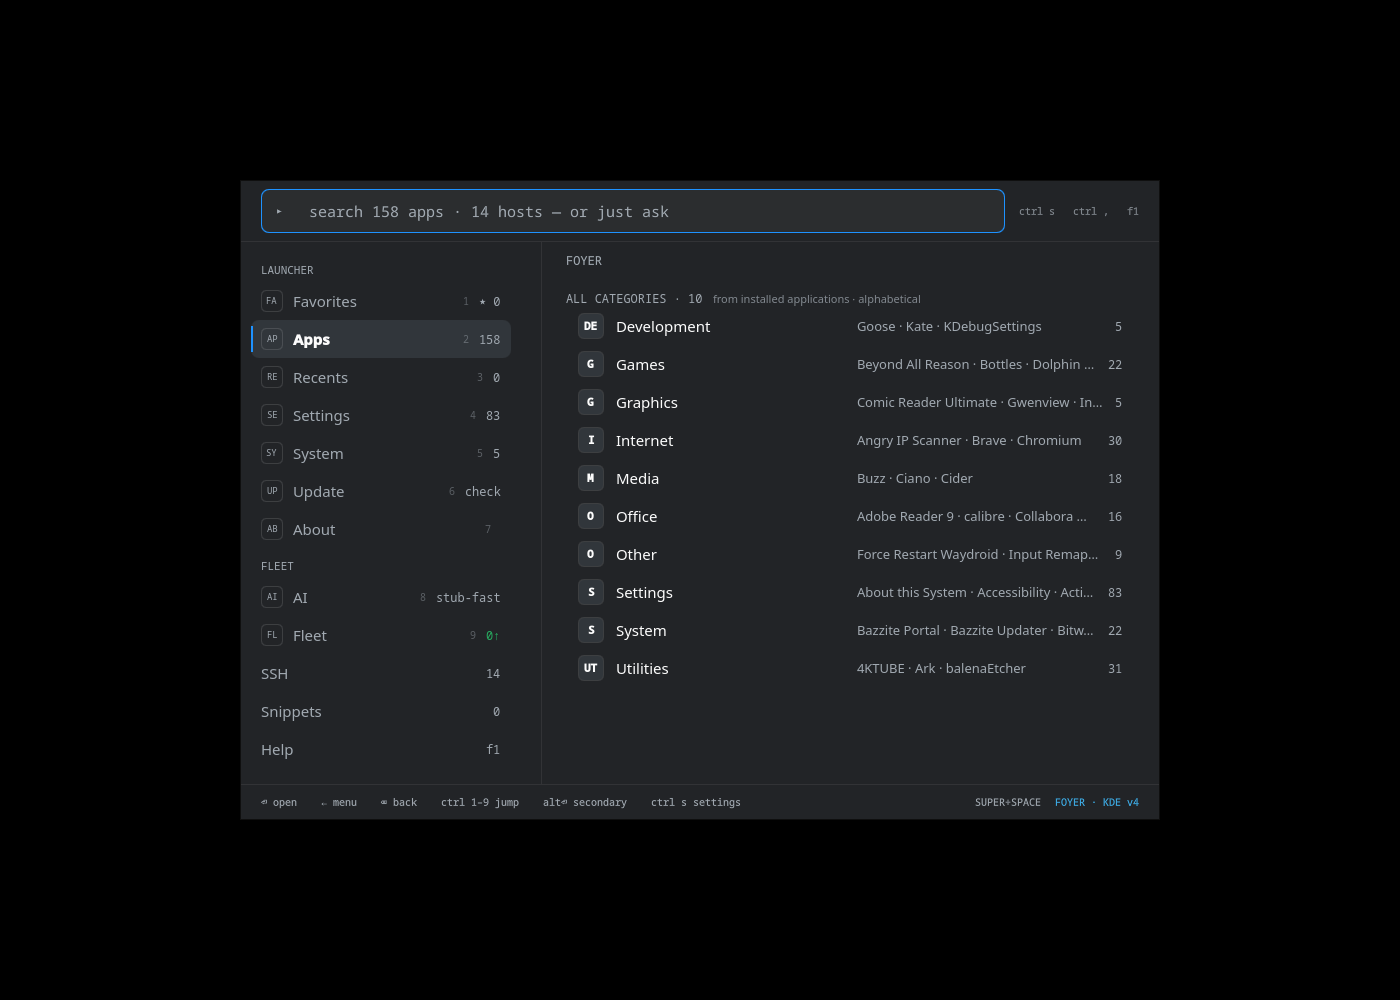 ▸ search 158 apps · 14 hosts — or just ask
ctrl s ctrl , f1
LAUNCHER
FA Favorites 1 ★ 0
AP Apps 2 158
RE Recents 3 0
SE Settings 4 83
SY System 5 5
UP Update 6 check
AB About 7
FLEET
AI AI 8 stub-fast
FL Fleet 9 0↑
SSH 14
Snippets 0
Help f1
FOYER
ALL CATEGORIES · 10 from installed applications · alphabetical
DE Development Goose · Kate · KDebugSettings 5
G Games Beyond All Reason · Bottles · Dolphin ... 22
G Graphics Comic Reader Ultimate · Gwenview · In... 5
I Internet Angry IP Scanner · Brave · Chromium 30
M Media Buzz · Ciano · Cider 18
O Office Adobe Reader 9 · calibre · Collabora ... 16
O Other Force Restart Waydroid · Input Remap... 9
S Settings About this System · Accessibility · Acti... 83
S System Bazzite Portal · Bazzite Updater · Bitw... 22
UT Utilities 4KTUBE · Ark · balenaEtcher 31
⏎ open ← menu ⌫ back ctrl 1–9 jump alt⏎ secondary ctrl s settings
SUPER+SPACE FOYER · KDE v4